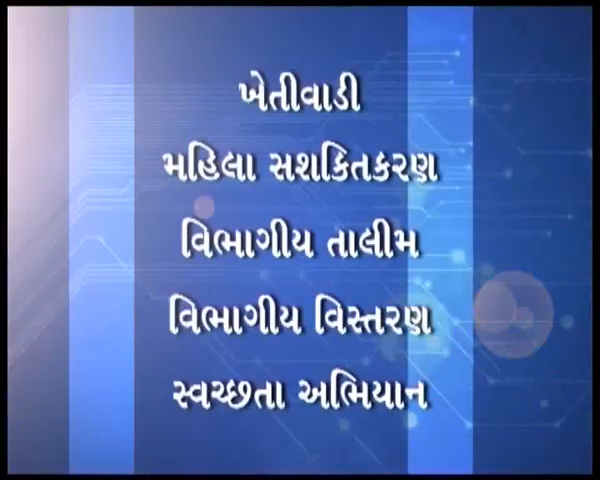 ખેતીવાડી
મહિલા સશકિતકરણ
વિભાગીય તાલીમ
વિભાગીય વિસ્તરણ
સ્વચ્છતા અભિયાન